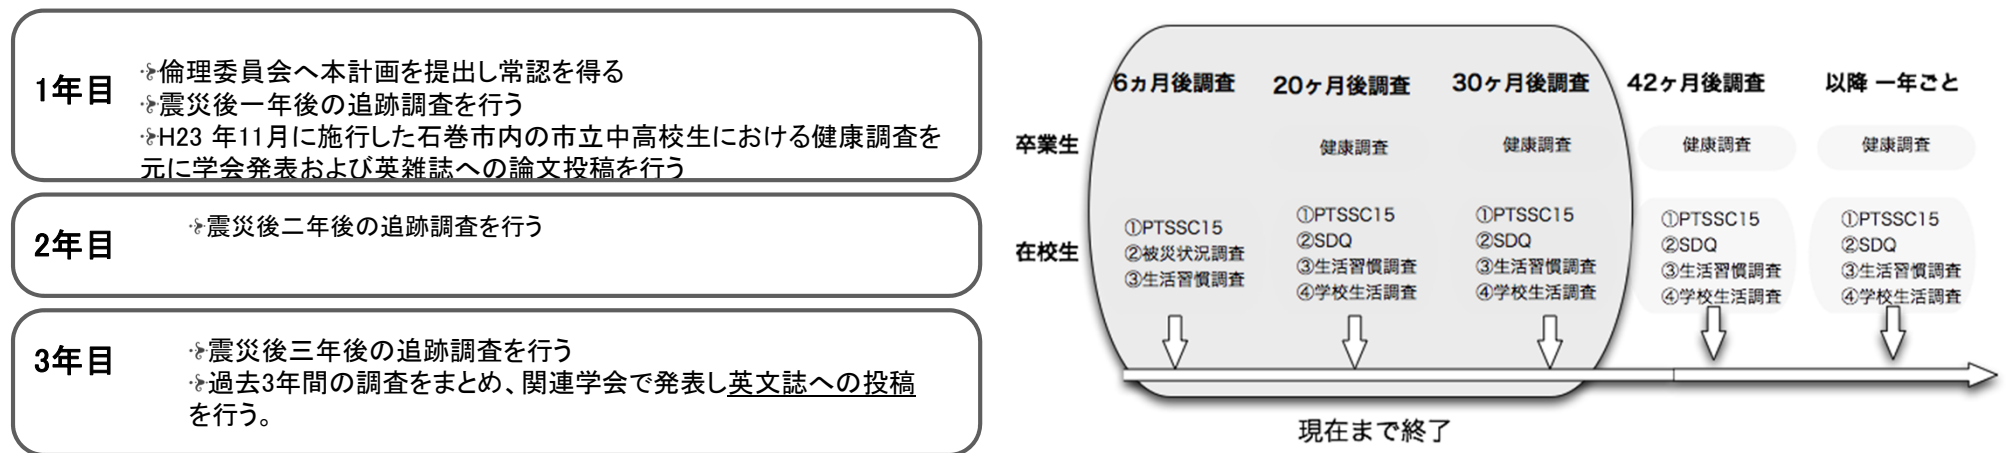 1年目
倫理委員会へ本計画を提出し常認を得る
震災後一年後の追跡調査を行う
H23 年11月に施行した石巻市内の市立中高校生における健康調査を
元に学会発表および英雑誌への論文投稿を行う
2年目
震災後二年後の追跡調査を行う
3年目
震災後三年後の追跡調査を行う
過去3年間の調査をまとめ、関連学会で発表し英文誌への投稿
を行う。
6ヵ月後調査 20ヶ月後調査 30ヶ月後調査 42ヶ月後調査 以降 一年ごと
卒業生 健康調査 健康調査 健康調査 健康調査
在校生
①PTSSC15
②被災状況調査
③生活習慣調査
①PTSSC15
②SDQ
③生活習慣調査
④学校生活調査
①PTSSC15
②SDQ
③生活習慣調査
④学校生活調査
①PTSSC15
②SDQ
③生活習慣調査
④学校生活調査
①PTSSC15
②SDQ
③生活習慣調査
④学校生活調査
現在まで終了